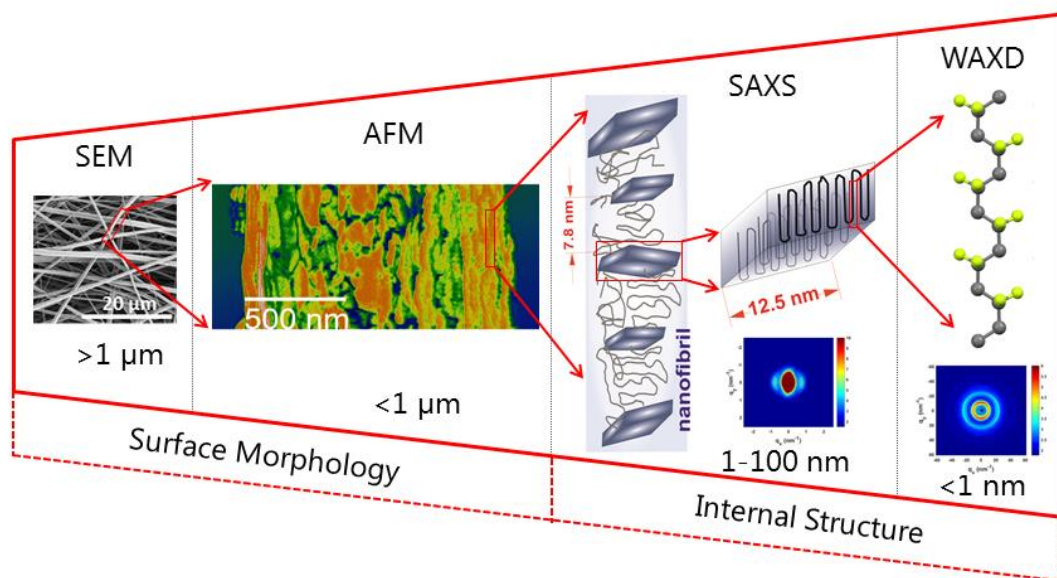 SEM
AFM
SAXS
WAXD
20 µm
500 nm
7.8 nm
12.5 nm
nanofibril
>1 µm
<1 µm
1-100 nm
<1 nm
Surface Morphology
Internal Structure